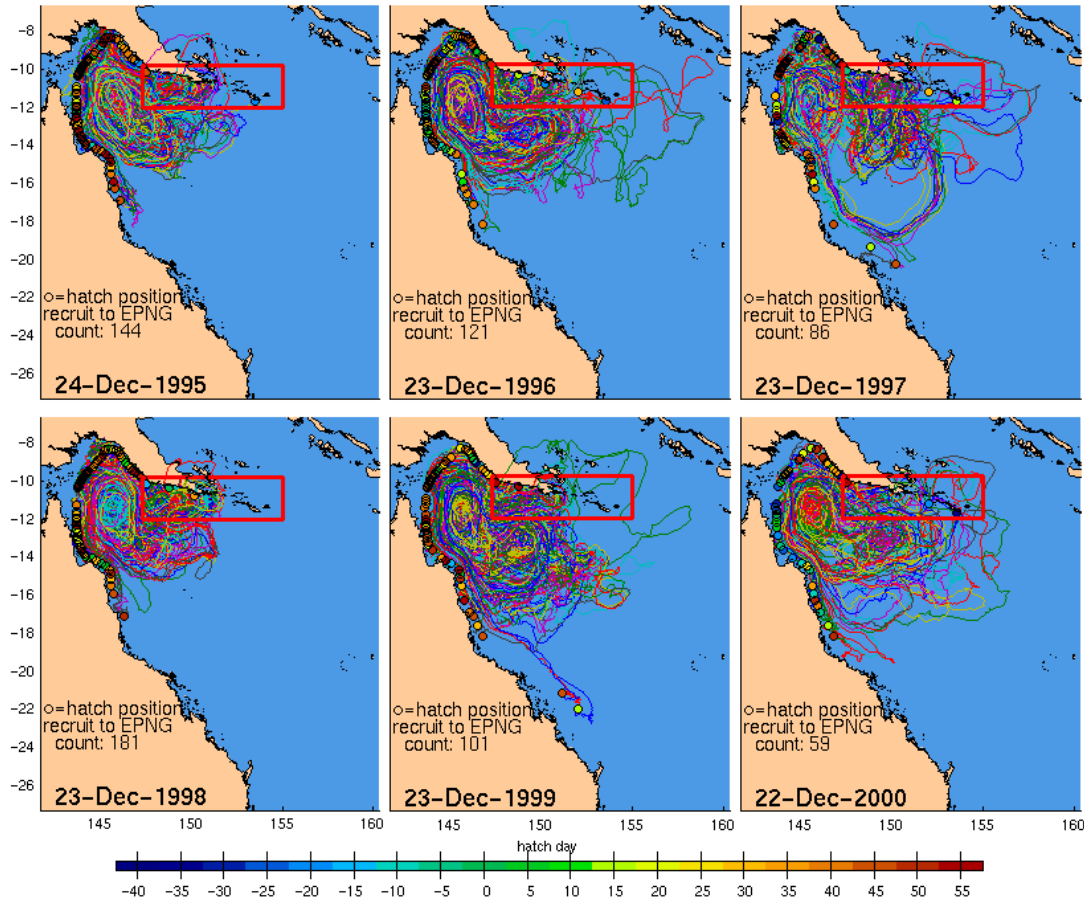 -8
-10
-12
-14
-16
-18
-20
-22
-24
-26
o=hatch position
recruit to EPNG
count: 144
24-Dec-1995
o=hatch position
recruit to EPNG
count: 121
23-Dec-1996
o=hatch position
recruit to EPNG
count: 86
23-Dec-1997
-8
-10
-12
-14
-16
-18
-20
-22
-24
-26
o=hatch position
recruit to EPNG
count: 181
23-Dec-1998
o=hatch position
recruit to EPNG
count: 101
23-Dec-1999
o=hatch position
recruit to EPNG
count: 59
22-Dec-2000
145 150 155 160
145 150 155 160
145 150 155 160
hatch day
-40 -35 -30 -25 -20 -15 -10 -5 0 5 10 15 20 25 30 35 40 45 50 55